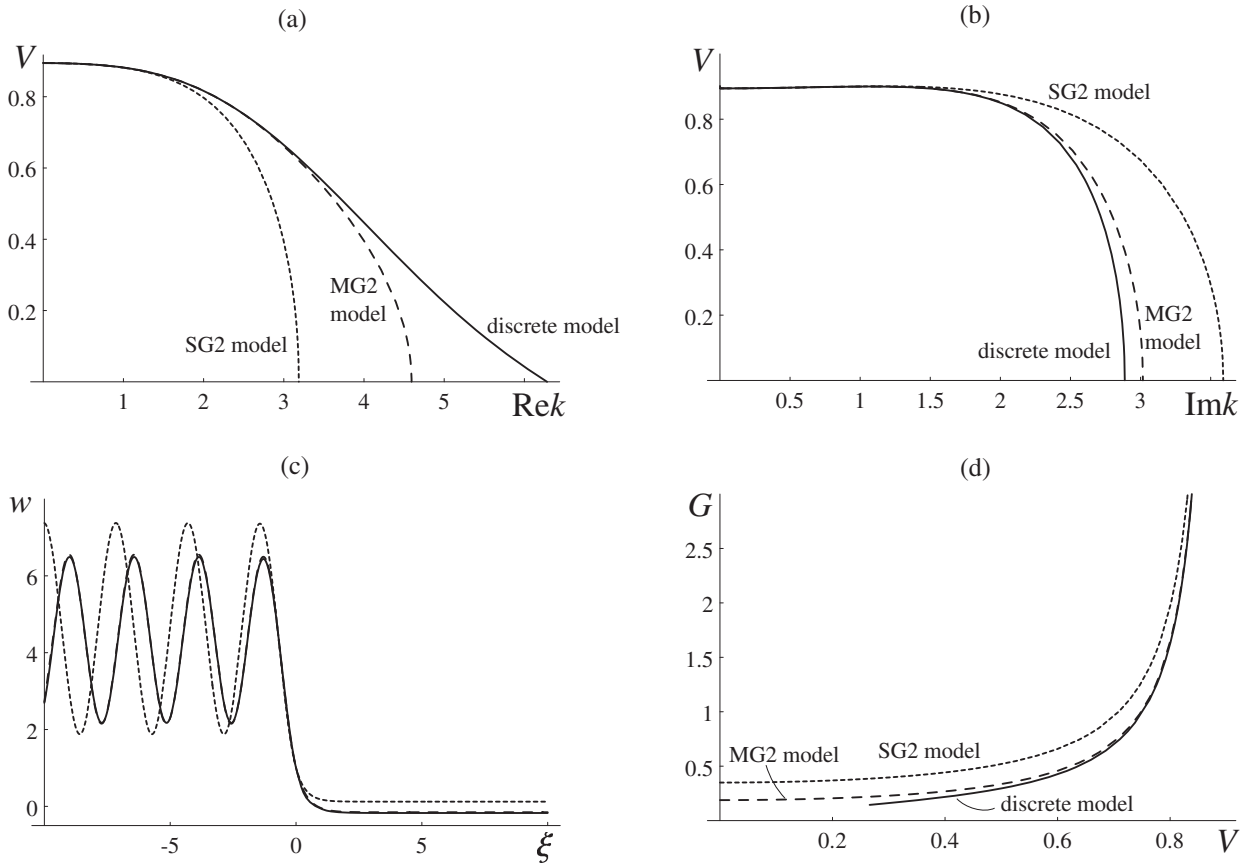 (a)
V
0.8
0.6
0.4
0.2
MG2
model
SG2 model
discrete model
1
2
3
4
5
Rek
(b)
V
0.8
0.6
0.4
0.2
SG2 model
MG2
model
discrete model
0.5
1
1.5
2
2.5
3
Imk
(c)
w
6
4
2
0
-5
0
5
ξ
(d)
G
2.5
2
1.5
1
0.5
MG2 model
SG2 model
discrete model
0.2
0.4
0.6
0.8
V